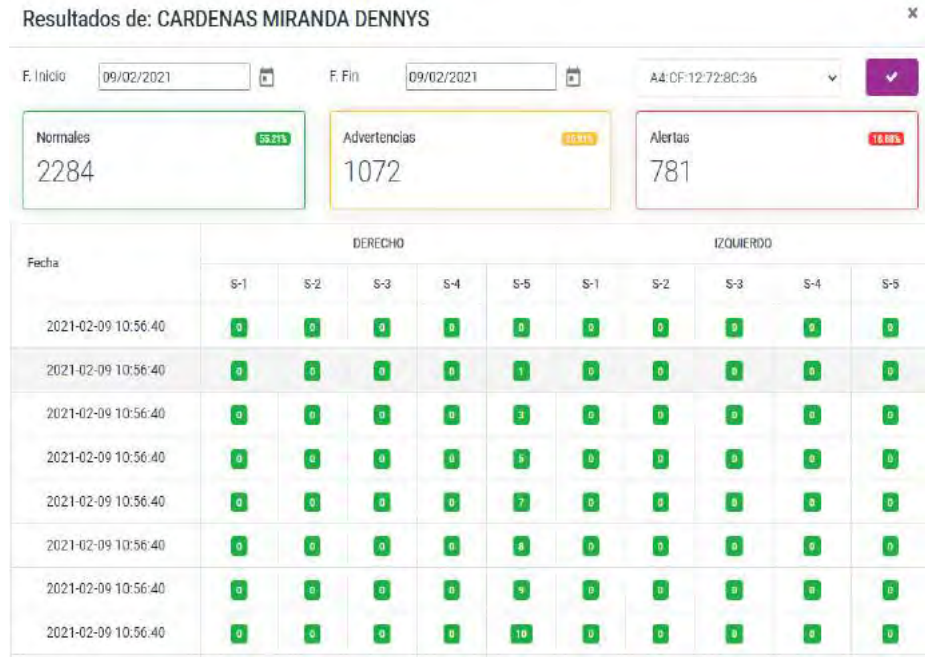 Resultados de: CARDENAS MIRANDA DENNYS x
F. Inicio 09/02/2021 F. Fin 09/02/2021 A4:CF:12:72:8C:36
Normales 55.21% Advertencias Alertas
2284 1072 781
Fecha DERECHO IZQUIERDO
S-1 S-2 S-3 S-4 S-5 S-1 S-2 S-3 S-4 S-5
2021-02-09 10:56:40 0 0 0 0 0 0 0 0 0 0
2021-02-09 10:56:40 0 0 0 0 1 0 0 0 0 0
2021-02-09 10:56:40 0 0 0 0 3 0 0 0 0 0
2021-02-09 10:56:40 0 0 0 0 5 0 0 0 0 0
2021-02-09 10:56:40 0 0 0 0 7 0 0 0 0 0
2021-02-09 10:56:40 0 0 0 0 8 0 0 0 0 0
2021-02-09 10:56:40 0 0 0 0 9 0 0 0 0 0
2021-02-09 10:56:40 0 0 0 0 10 0 0 0 0 0